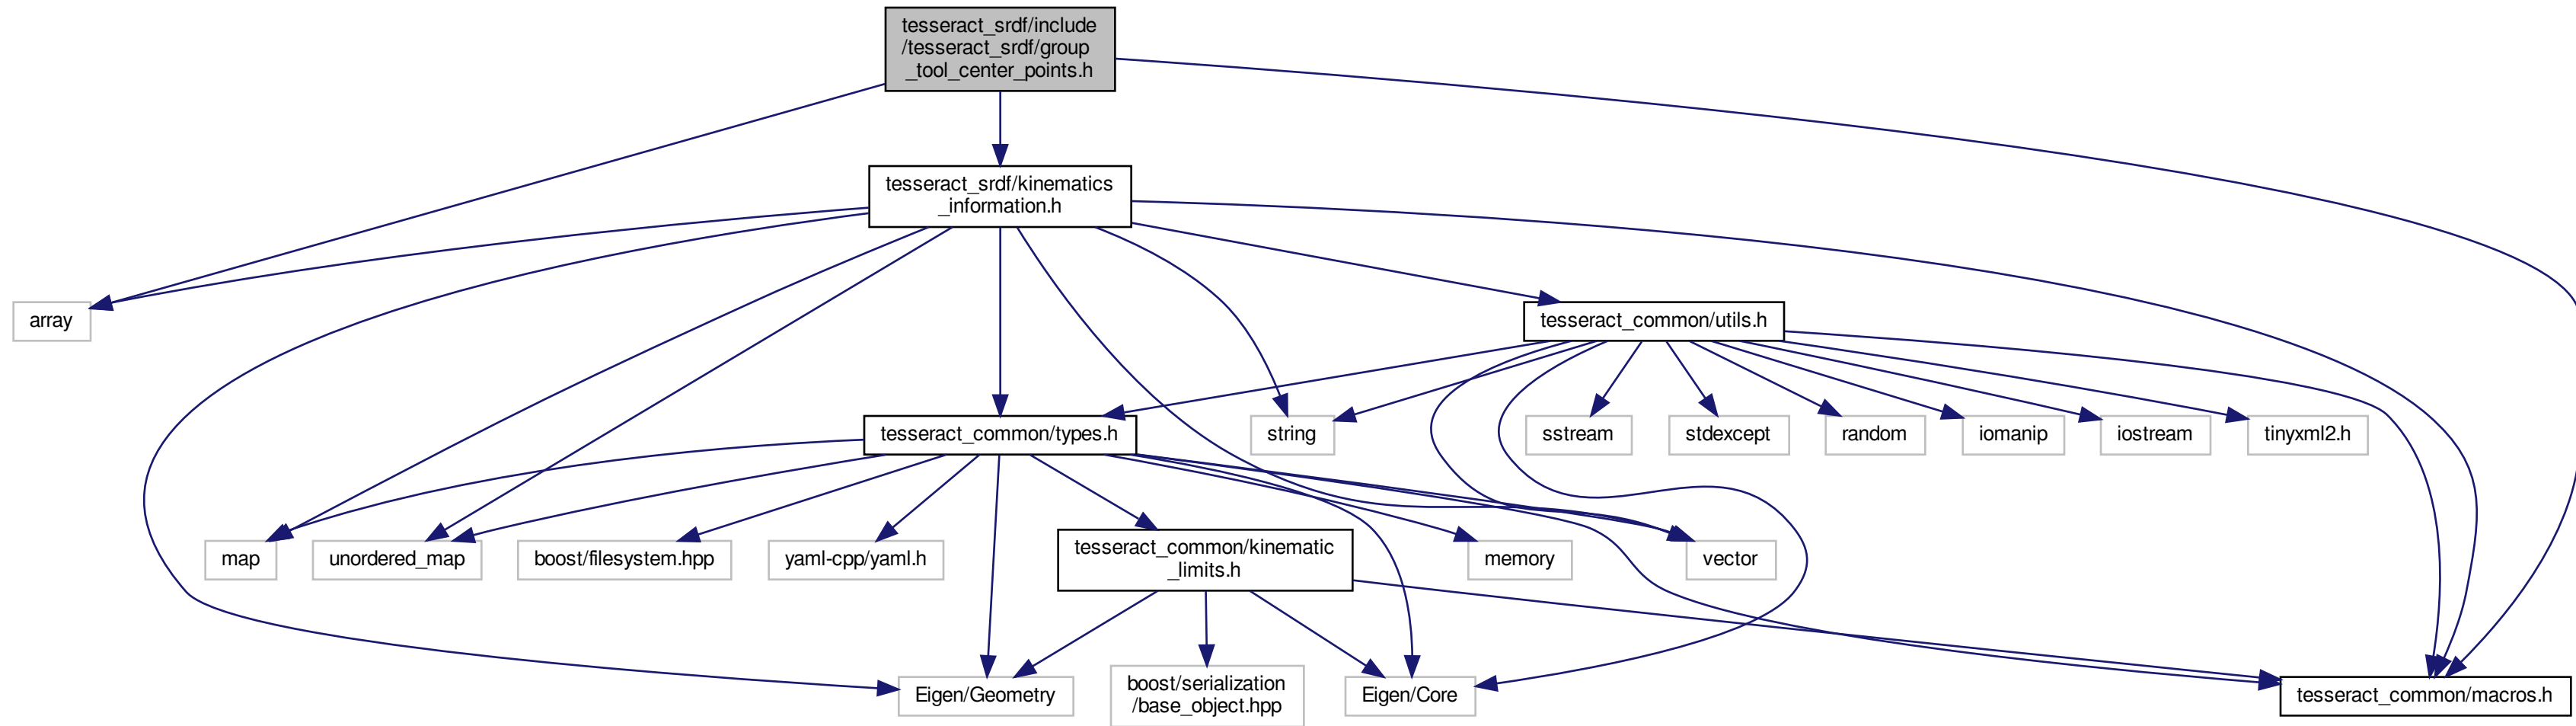 tesseract_srdf/include
/tesseract_srdf/group
_tool_center_points.h
tesseract_srdf/kinematics
_information.h
array
tesseract_common/utils.h
tesseract_common/types.h
string
sstream
stdexcept
random
iomanip
iostream
tinyxml2.h
map
unordered_map
boost/filesystem.hpp
yaml-cpp/yaml.h
tesseract_common/kinematic
_limits.h
memory
vector
Eigen/Geometry
boost/serialization
/base_object.hpp
Eigen/Core
tesseract_common/macros.h